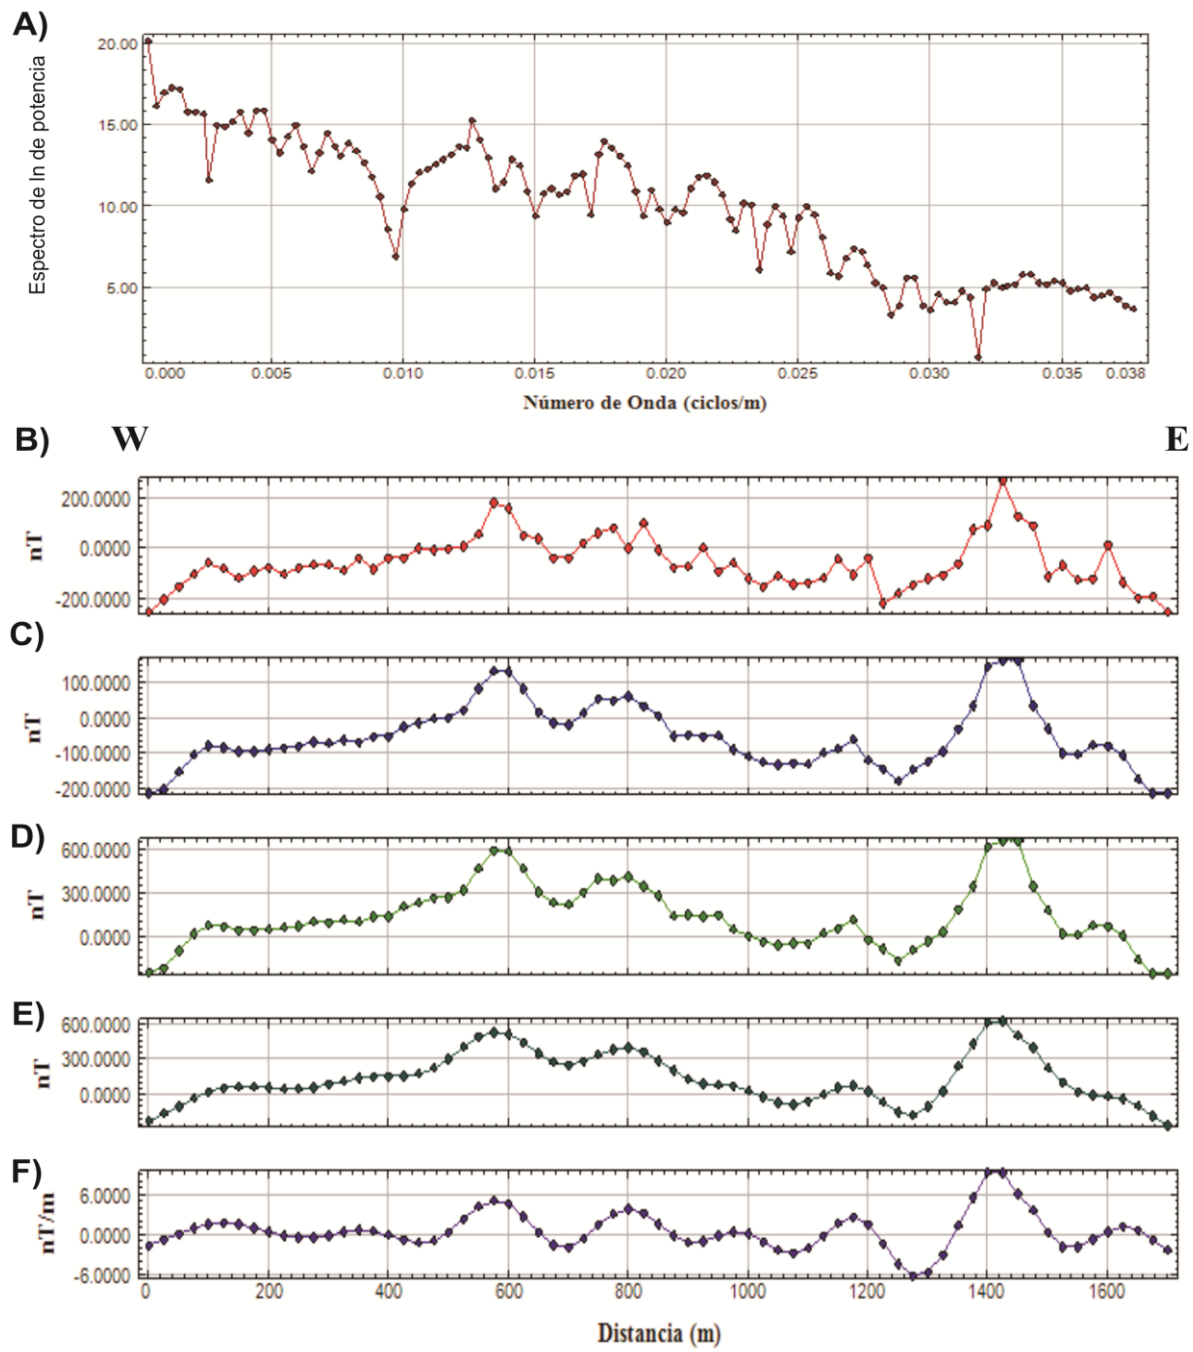 A)
Espectro de ln de potencia
20.00
15.00
10.00
5.00
0.000 0.005 0.010 0.015 0.020 0.025 0.030 0.035 0.038
Número de Onda (ciclos/m)
B) W E
nT
200.0000
0.0000
-200.0000
C)
nT
100.0000
0.0000
-100.0000
-200.0000
D)
nT
600.0000
300.0000
0.0000
E)
nT
600.0000
300.0000
0.0000
F)
nT/m
6.0000
0.0000
-6.0000
0 200 400 600 800 1000 1200 1400 1600
Distancia (m)